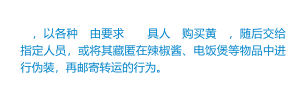 ，以各种 由要求 具人 购买黄 ，随后交给
指定人员，或将其藏匿在辣椒酱、电饭煲等物品中进
行伪装，再邮寄转运的行为。